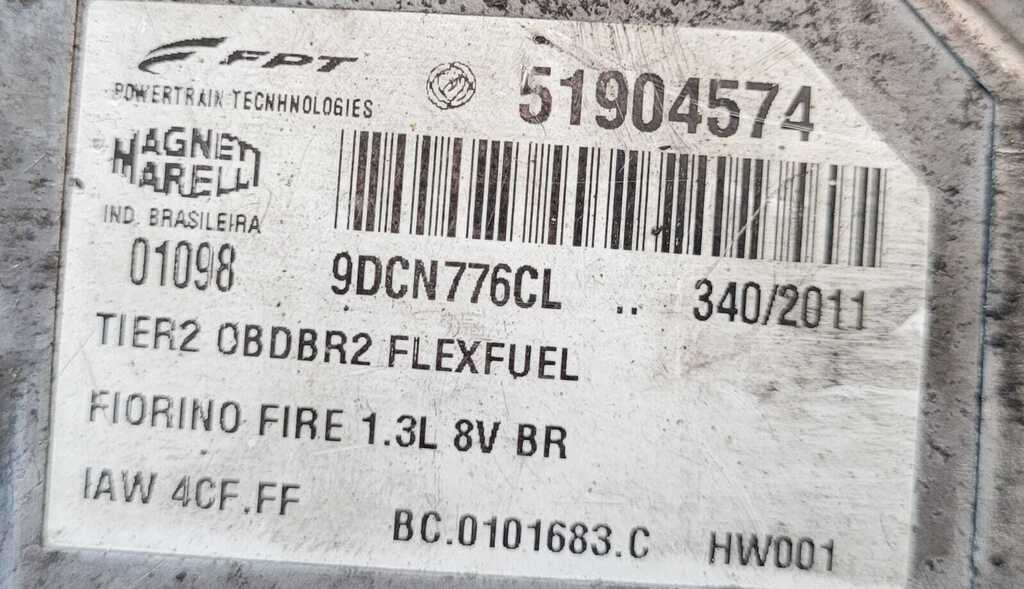 FPT
POWERTRAIN TECNHNOLOGIES
51904574
MAGNETI
MARELLI
IND. BRASILEIRA
01098 9DCN776CL .. 340/2011
TIER2 OBDBR2 FLEXFUEL
FIORINO FIRE 1.3L 8V BR
IAW 4CF.FF
BC.0101683.C HW001